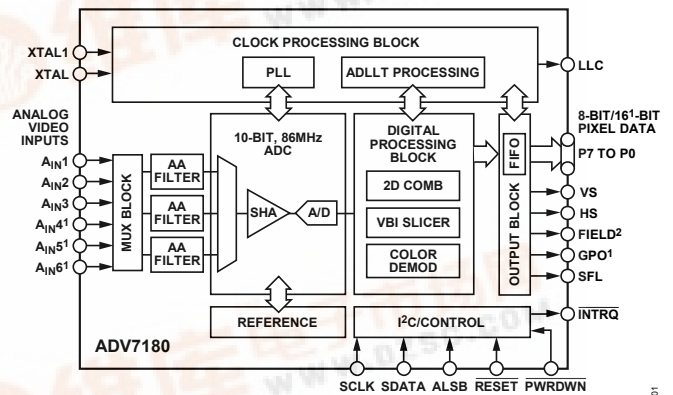 CLOCK PROCESSING BLOCK
XTAL1
XTAL
PLL
ADLLT PROCESSING
LLC
ANALOG
VIDEO
INPUTS
8-BIT/16¹-BIT
PIXEL DATA
P7 TO P0
10-BIT, 86MHz
ADC
DIGITAL
PROCESSING
BLOCK
FIFO
OUTPUT BLOCK
AIN1
AIN2
AIN3
AIN4¹
AIN5¹
AIN6¹
MUX BLOCK
AA
FILTER
AA
FILTER
AA
FILTER
SHA
A/D
2D COMB
VBI SLICER
COLOR
DEMOD
VS
HS
FIELD²
GPO¹
SFL
REFERENCE
I²C/CONTROL
INTRQ
ADV7180
SCLK SDATA ALSB RESET PWRDWN
www.dzsc.com